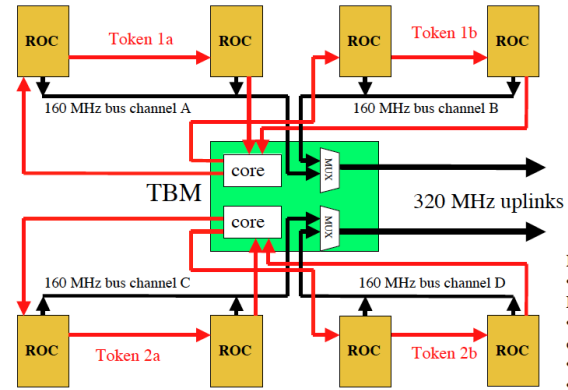 ROC Token 1a ROC ROC Token 1b ROC
160 MHz bus channel A 160 MHz bus channel B
core MUX
TBM 320 MHz uplinks
core MUX
160 MHz bus channel C 160 MHz bus channel D
ROC Token 2a ROC ROC Token 2b ROC